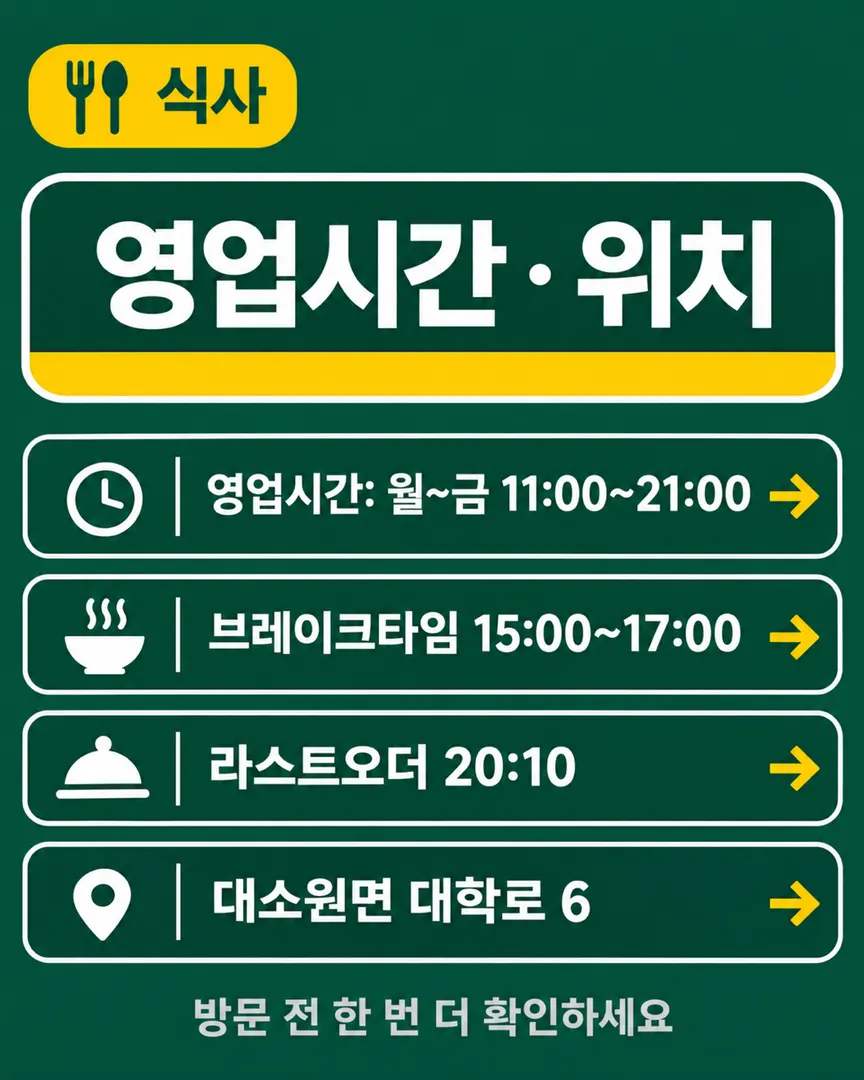 식사
영업시간 · 위치
영업시간: 월~금 11:00~21:00
브레이크타임 15:00~17:00
라스트오더 20:10
대소원면 대학로 6
방문 전 한 번 더 확인하세요